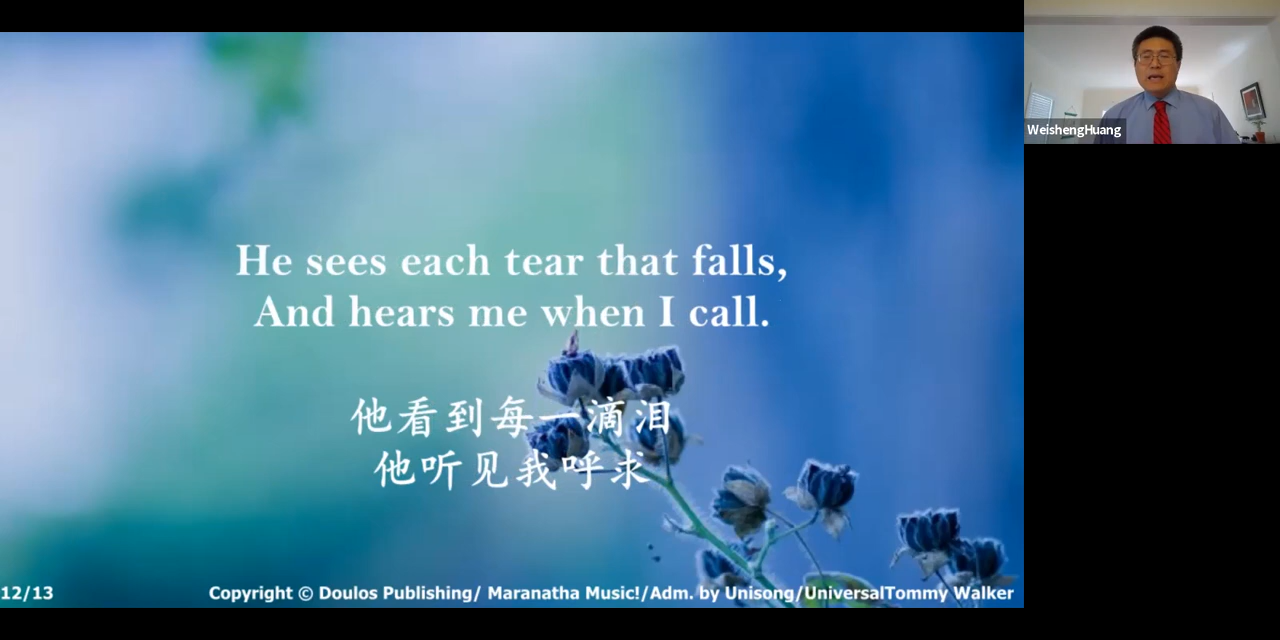 He sees each tear that falls,
And hears me when I call.
他看到每一滴泪
他听见我呼求
12/13
Copyright © Doulos Publishing/ Maranatha Music!/Adm. by Unisong/UniversalTommy Walker
WeishengHuang